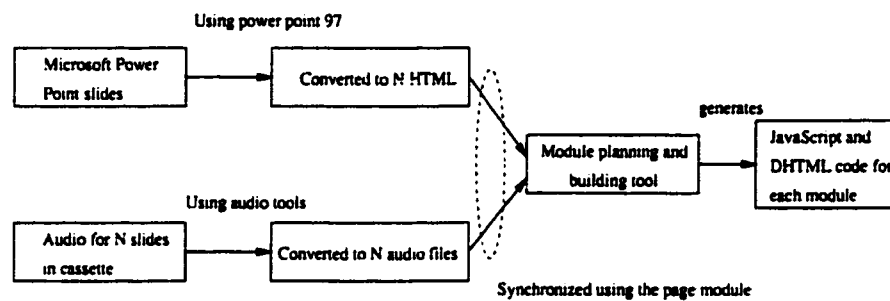 Using power point 97
Microsoft Power
Point slides
Converted to N HTML
generates
Module planning and
building tool
JavaScript and
DHTML code for
each module
Using audio tools
Audio for N slides
in cassette
Converted to N audio files
Synchronized using the page module